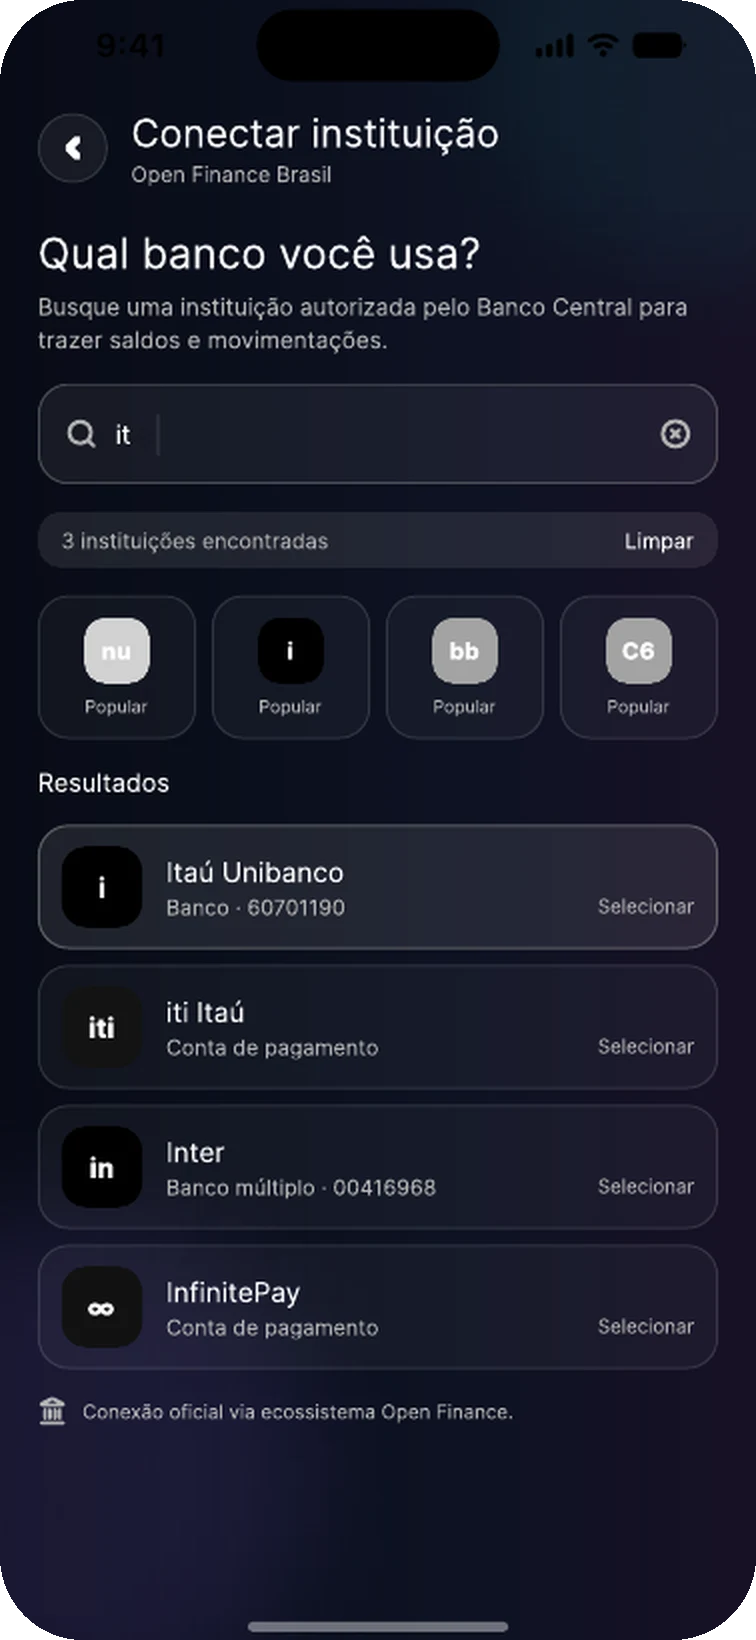 9:41
Conectar instituição
Open Finance Brasil
Qual banco você usa?
Busque uma instituição autorizada pelo Banco Central para
trazer saldos e movimentações.
it
3 instituições encontradas Limpar
nu i bb C6
Popular Popular Popular Popular
Resultados
i
Itaú Unibanco
Banco · 60701190
Selecionar
iti
iti Itaú
Conta de pagamento
Selecionar
in
Inter
Banco múltiplo · 00416968
Selecionar
∞
InfinitePay
Conta de pagamento
Selecionar
Conexão oficial via ecossistema Open Finance.